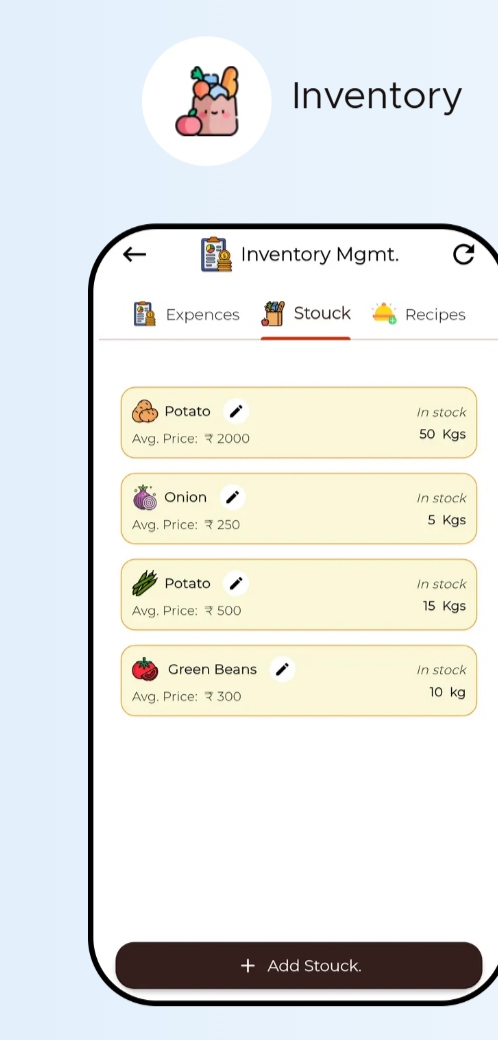 Inventory
Inventory Mgmt.
Expences Stouck Recipes
Potato In stock
Avg. Price: ₹ 2000 50 Kgs
Onion In stock
Avg. Price: ₹ 250 5 Kgs
Potato In stock
Avg. Price: ₹ 500 15 Kgs
Green Beans In stock
Avg. Price: ₹ 300 10 kg
+ Add Stouck.